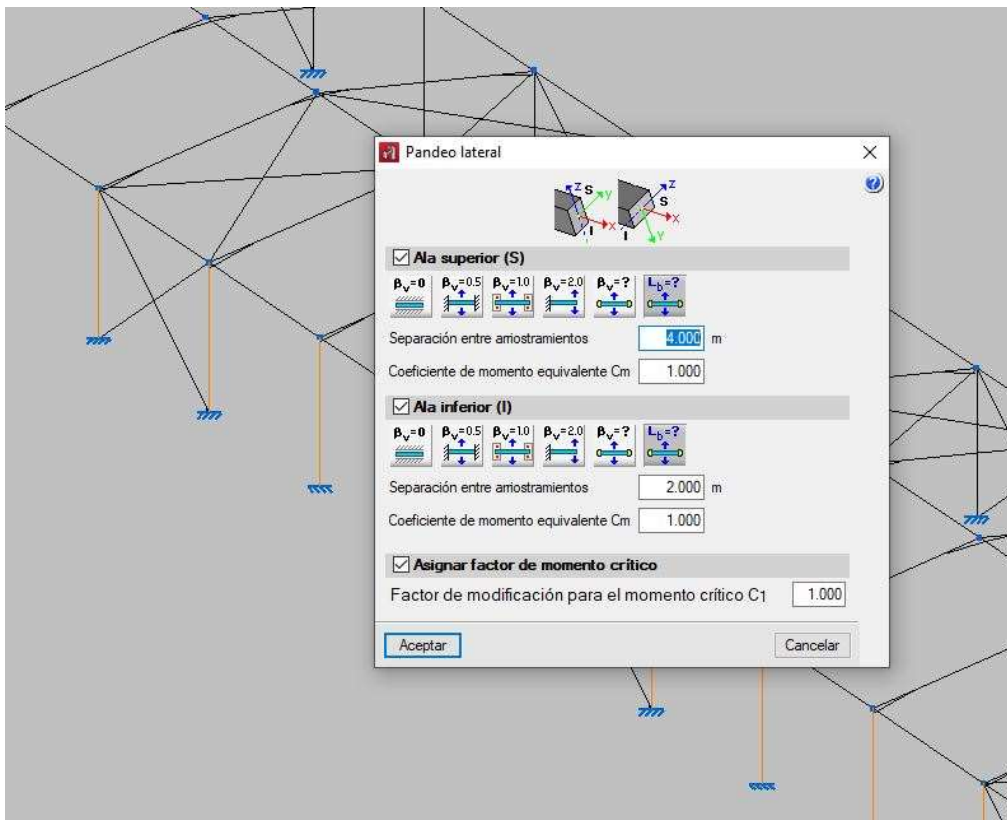 Pandeo lateral
Z S Y X I
Z S X Y I
Ala superior (S)
βv=0 βv=0.5 βv=1.0 βv=2.0 βv=? Lb=?
Separación entre arriostramientos 4.000 m
Coeficiente de momento equivalente Cm 1.000
Ala inferior (I)
βv=0 βv=0.5 βv=1.0 βv=2.0 βv=? Lb=?
Separación entre arriostramientos 2.000 m
Coeficiente de momento equivalente Cm 1.000
Asignar factor de momento crítico
Factor de modificación para el momento crítico C1 1.000
Aceptar Cancelar